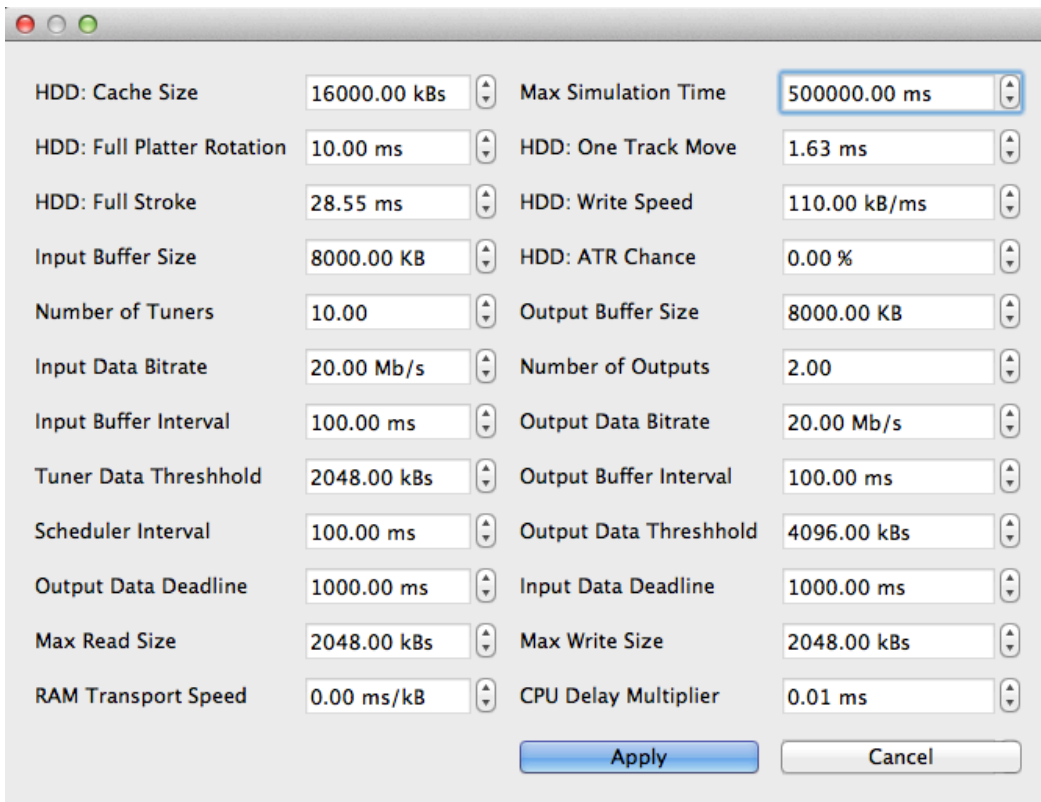 HDD: Cache Size 16000.00 kBs Max Simulation Time 500000.00 ms
HDD: Full Platter Rotation 10.00 ms HDD: One Track Move 1.63 ms
HDD: Full Stroke 28.55 ms HDD: Write Speed 110.00 kB/ms
Input Buffer Size 8000.00 KB HDD: ATR Chance 0.00 %
Number of Tuners 10.00 Output Buffer Size 8000.00 KB
Input Data Bitrate 20.00 Mb/s Number of Outputs 2.00
Input Buffer Interval 100.00 ms Output Data Bitrate 20.00 Mb/s
Tuner Data Threshhold 2048.00 kBs Output Buffer Interval 100.00 ms
Scheduler Interval 100.00 ms Output Data Threshhold 4096.00 kBs
Output Data Deadline 1000.00 ms Input Data Deadline 1000.00 ms
Max Read Size 2048.00 kBs Max Write Size 2048.00 kBs
RAM Transport Speed 0.00 ms/kB CPU Delay Multiplier 0.01 ms
Apply Cancel